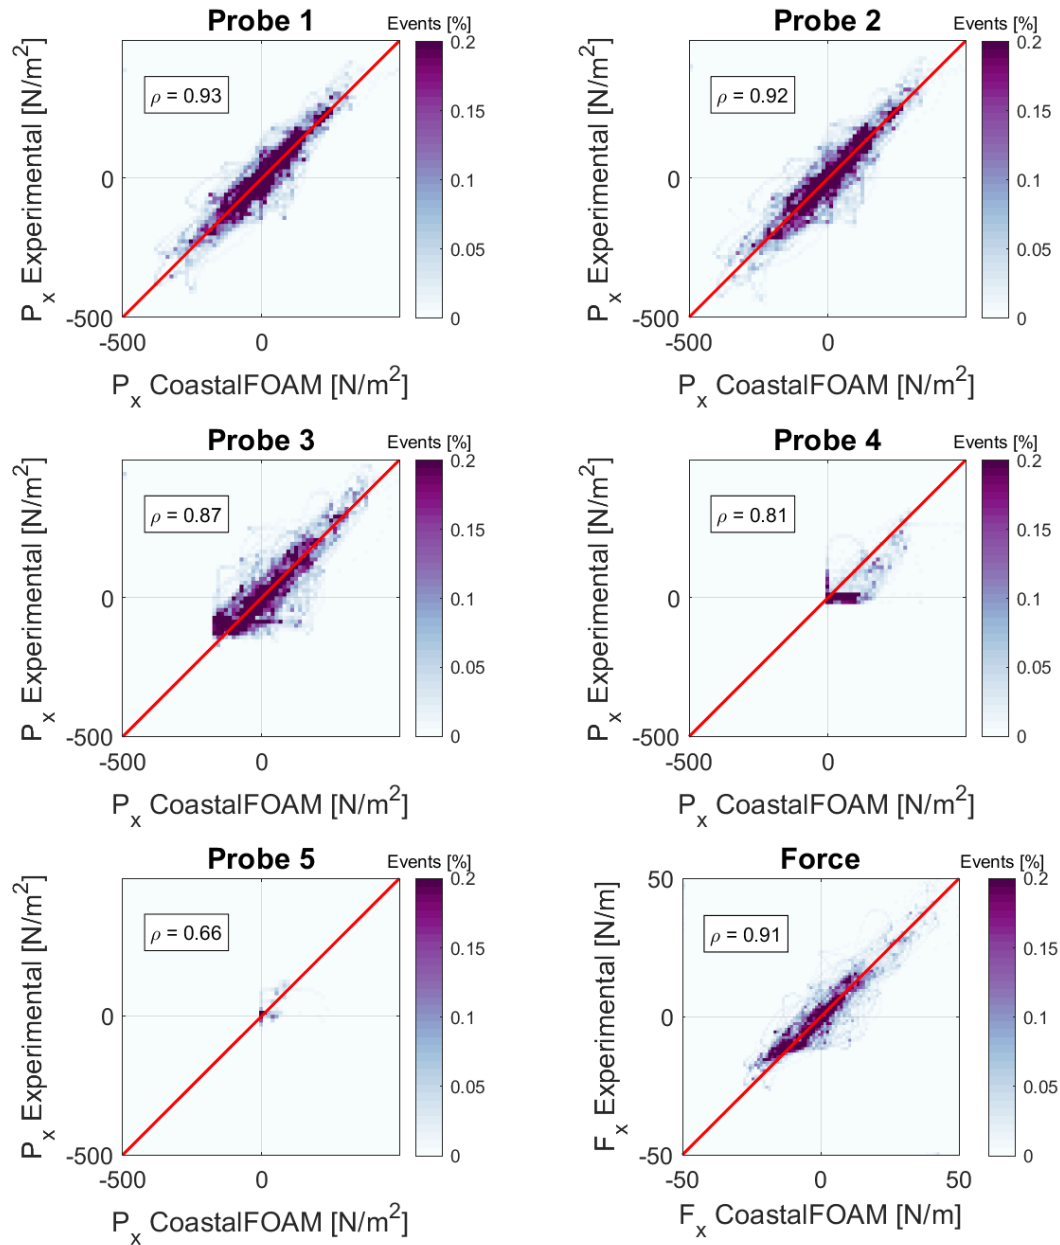 Probe 1
Events [%]
P_x Experimental [N/m²]
ρ = 0.93
0
-500
-500
0
0.2
0.15
0.1
0.05
0
P_x CoastalFOAM [N/m²]
Probe 2
Events [%]
P_x Experimental [N/m²]
ρ = 0.92
0
-500
-500
0
0.2
0.15
0.1
0.05
0
P_x CoastalFOAM [N/m²]
Probe 3
Events [%]
P_x Experimental [N/m²]
ρ = 0.87
0
-500
-500
0
0.2
0.15
0.1
0.05
0
P_x CoastalFOAM [N/m²]
Probe 4
Events [%]
P_x Experimental [N/m²]
ρ = 0.81
0
-500
-500
0
0.2
0.15
0.1
0.05
0
P_x CoastalFOAM [N/m²]
Probe 5
Events [%]
P_x Experimental [N/m²]
ρ = 0.66
0
-500
-500
0
0.2
0.15
0.1
0.05
0
P_x CoastalFOAM [N/m²]
Force
Events [%]
F_x Experimental [N/m]
ρ = 0.91
50
0
-50
-50
0
50
0.2
0.15
0.1
0.05
0
F_x CoastalFOAM [N/m]